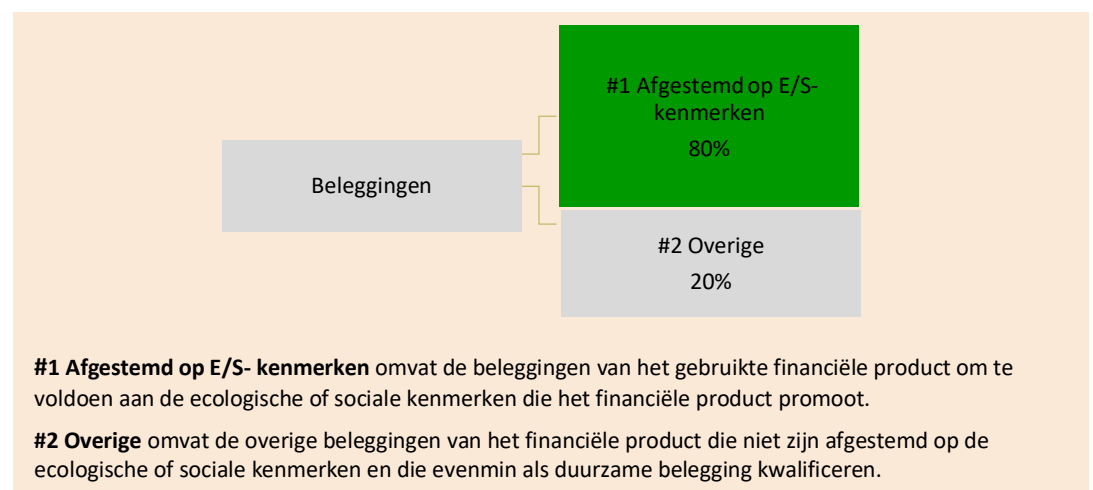 #1 Afgestemd op E/S-
kenmerken
80%
Beleggingen
#2 Overige
20%
#1 Afgestemd op E/S- kenmerken omvat de beleggingen van het gebruikte financiële product om te
voldoen aan de ecologische of sociale kenmerken die het financiële product promoot.
#2 Overige omvat de overige beleggingen van het financiële product die niet zijn afgestemd op de
ecologische of sociale kenmerken en die evenmin als duurzame belegging kwalificeren.